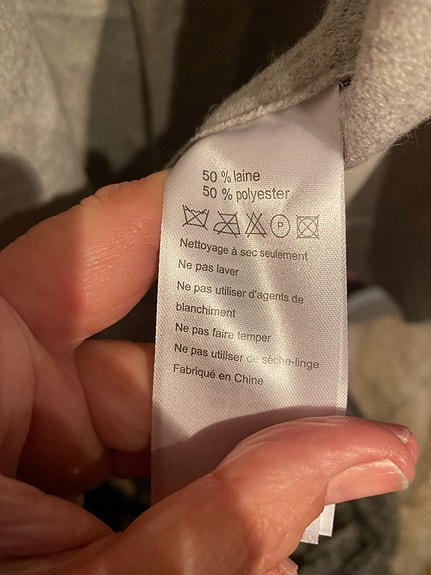 50 % laine
50 % polyester
P
Nettoyage à sec seulement
Ne pas laver
Ne pas utiliser d'agents de
blanchiment
Ne pas faire temper
Ne pas utiliser de sèche-linge
Fabriqué en Chine